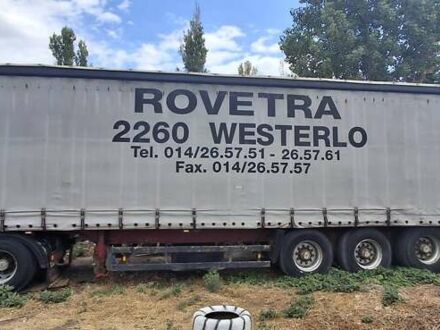 ROVETRA
2260 WESTERLO
Tel. 014/26.57.51 - 26.57.61
Fax. 014/26.57.57